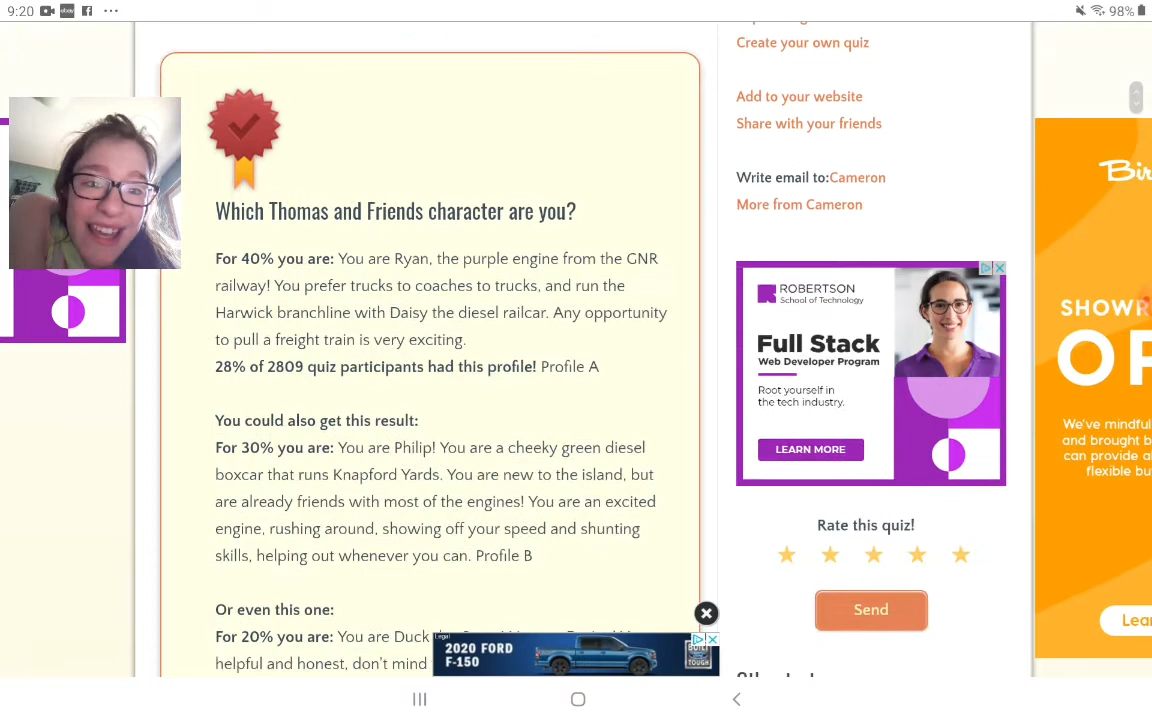 9:20
ebay
98%
Create your own quiz
Add to your website
Share with your friends
Write email to:Cameron
More from Cameron
Which Thomas and Friends character are you?
For 40% you are: You are Ryan, the purple engine from the GNR
railway! You prefer trucks to coaches to trucks, and run the
Harwick branchline with Daisy the diesel railcar. Any opportunity
to pull a freight train is very exciting.
28% of 2809 quiz participants had this profile! Profile A
You could also get this result:
For 30% you are: You are Philip! You are a cheeky green diesel
boxcar that runs Knapford Yards. You are new to the island, but
are already friends with most of the engines! You are an excited
engine, rushing around, showing off your speed and shunting
skills, helping out whenever you can. Profile B
Or even this one:
For 20% you are: You are Duck
helpful and honest, don't mind
Legal
2020 FORD
F-150
BUILT
TOUGH
ROBERTSON
School of Technology
Full Stack
Web Developer Program
Root yourself in
the tech industry.
LEARN MORE
Rate this quiz!
Send
Bir
SHOWR
OP
We've mindful
and brought b
can provide a
flexible bu
Lear